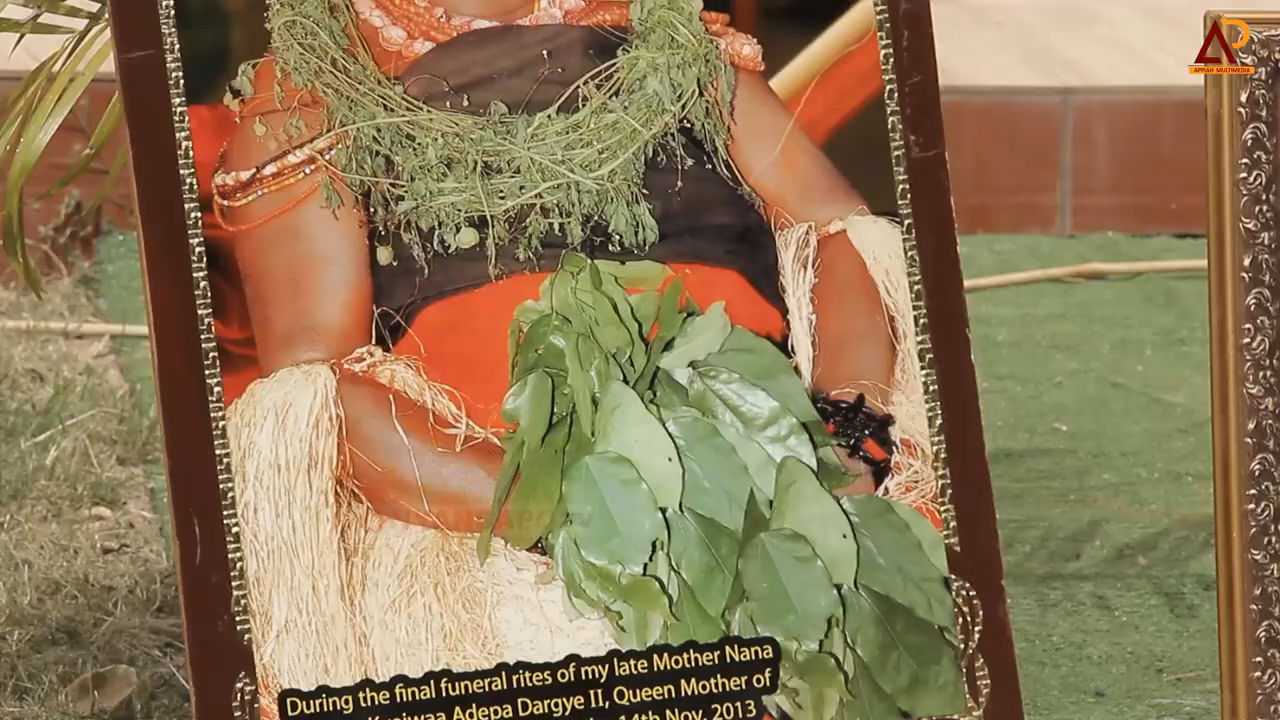 AP
APPIAH MULTIMEDIA
During the final funeral rites of my late Mother Nana
Adepa Dargye II, Queen Mother of
14th Nov, 2013